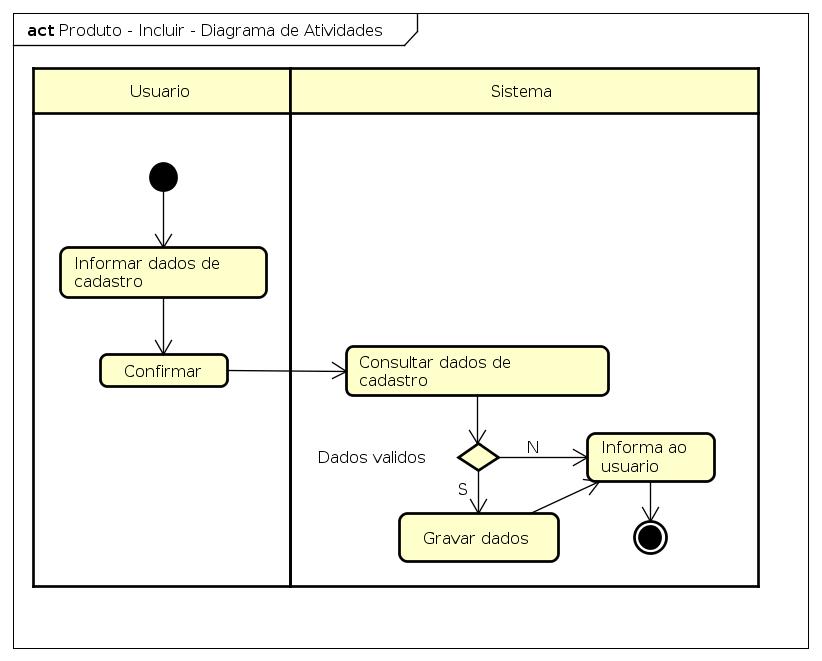 act Produto - Incluir - Diagrama de Atividades
Usuario
Sistema
Informar dados de
cadastro
Confirmar
Consultar dados de
cadastro
Dados validos
N
Informa ao
usuario
S
Gravar dados